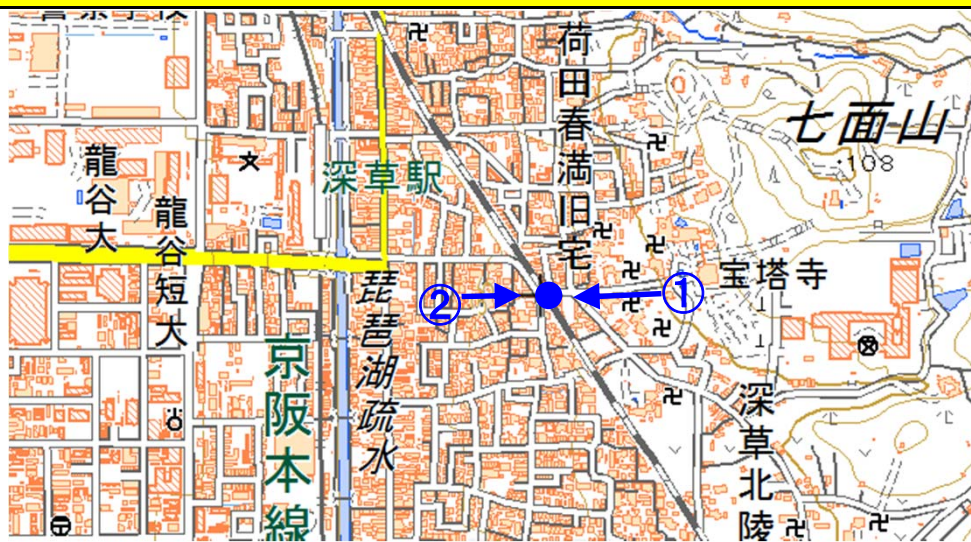 荷田春満旧宅
七面山
・108
龍谷大
深草駅
龍谷短大
宝塔寺
①
②
琵琶湖疏水
京阪本線
深草北陵